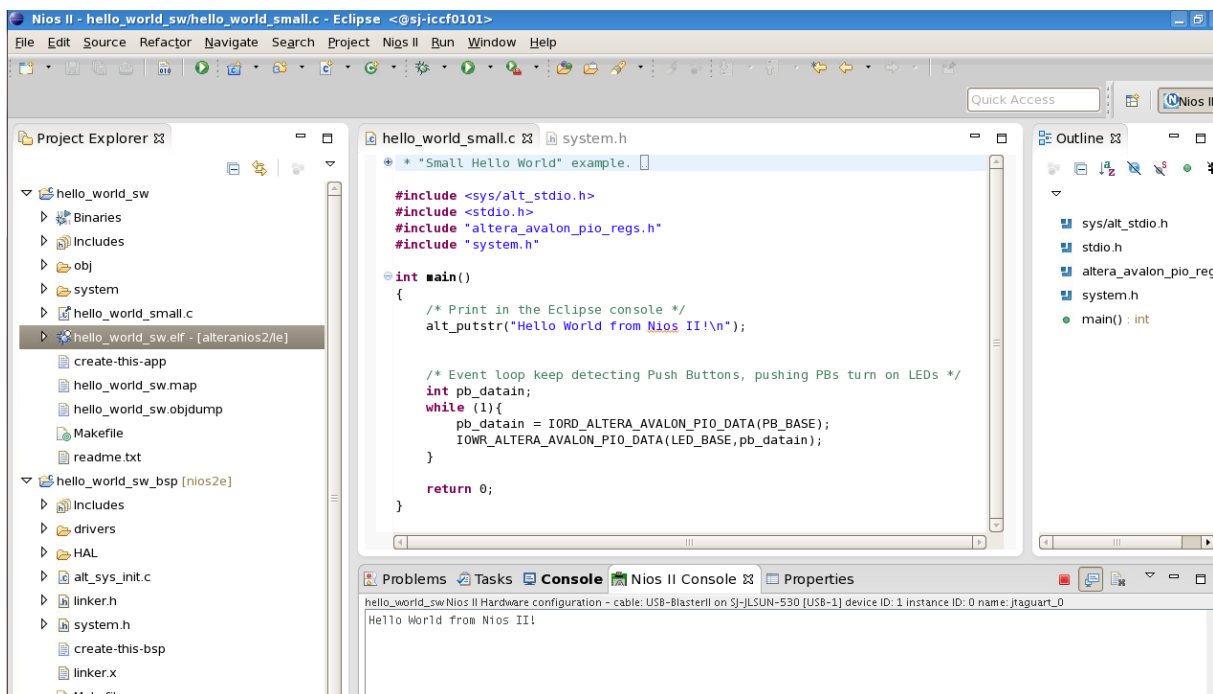 Nios II - hello_world_sw/hello_world_small.c - Eclipse <@sj-iccf0101>
File Edit Source Refactor Navigate Search Project Nios II Run Window Help
Quick Access
Nios II
Project Explorer
hello_world_sw
Binaries
Includes
obj
system
hello_world_small.c
hello_world_sw.elf - [alteranios2/le]
create-this-app
hello_world_sw.map
hello_world_sw.objdump
Makefile
readme.txt
hello_world_sw_bsp [nios2e]
Includes
drivers
HAL
alt_sys_init.c
linker.h
system.h
create-this-bsp
linker.x
hello_world_small.c system.h
* "Small Hello World" example.
#include <sys/alt_stdio.h>
#include <stdio.h>
#include "altera_avalon_pio_regs.h"
#include "system.h"
int main()
{
/* Print in the Eclipse console */
alt_putstr("Hello World from Nios II!\n");
/* Event loop keep detecting Push Buttons, pushing PBs turn on LEDs */
int pb_datain;
while (1){
pb_datain = IORD_ALTERA_AVALON_PIO_DATA(PB_BASE);
IOWR_ALTERA_AVALON_PIO_DATA(LED_BASE,pb_datain);
}
return 0;
}
Outline
sys/alt_stdio.h
stdio.h
altera_avalon_pio_reg
system.h
main() : int
Problems Tasks Console Nios II Console Properties
hello_world_sw Nios II Hardware configuration - cable: USB-BlasterII on SJ-JLSUN-530 [USB-1] device ID: 1 instance ID: 0 name: jtaguart_0
Hello World from Nios II!